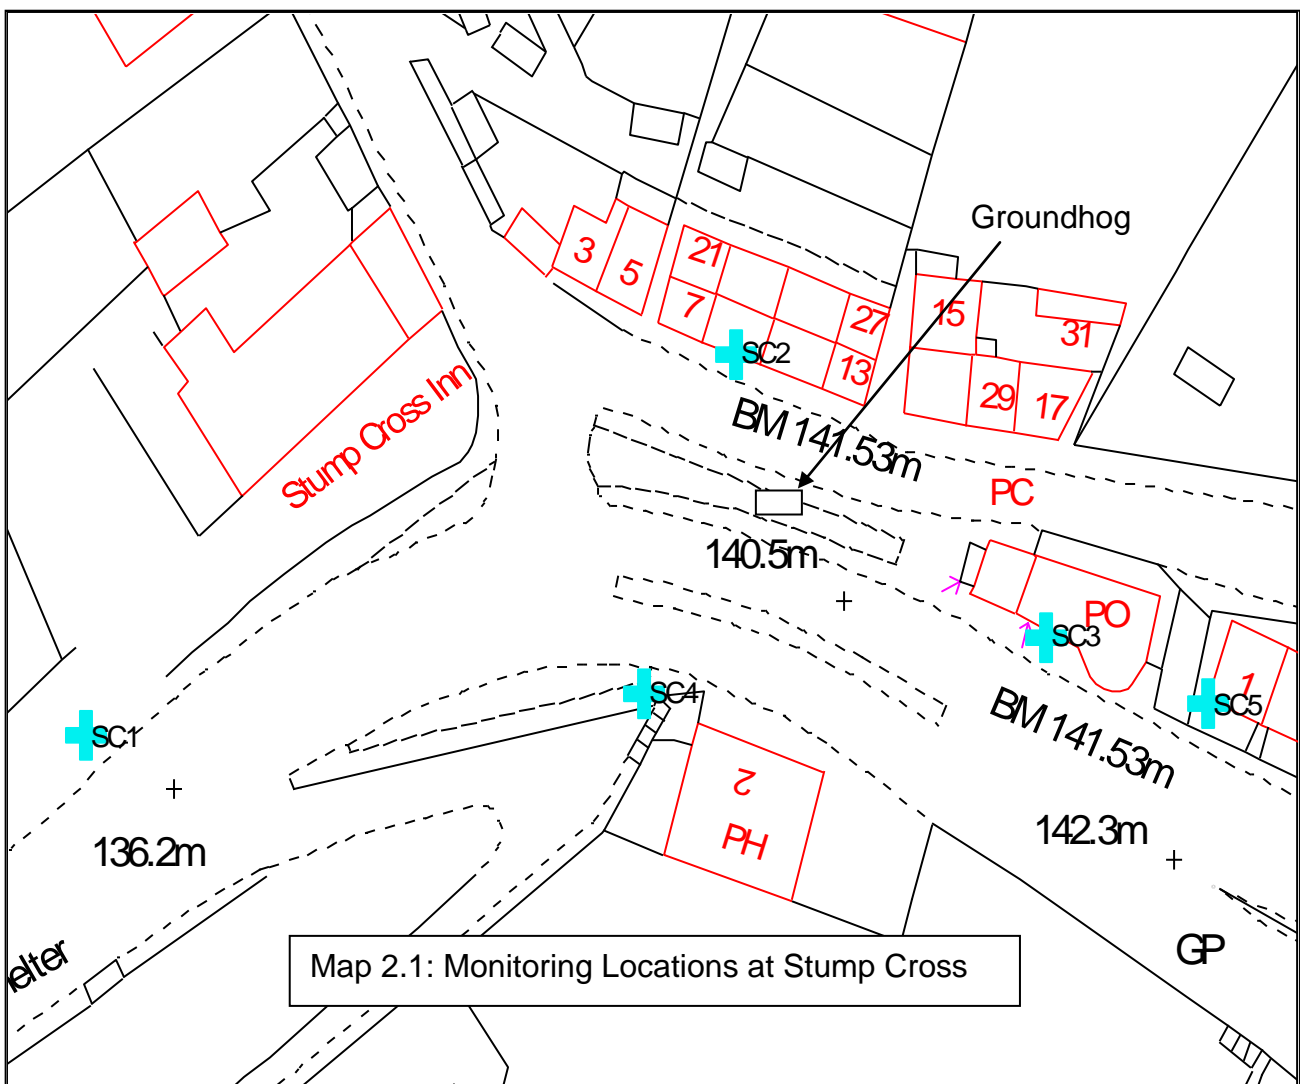 Groundhog
3
5
21
7
27
13
15
31
29
17
SC2
Stump Cross Inn
BM 141.53m
PC
140.5m
PO
SC3
SC4
1
SC5
SC1
BM 141.53m
2
PH
136.2m
142.3m
GP
elter
Map 2.1: Monitoring Locations at Stump Cross